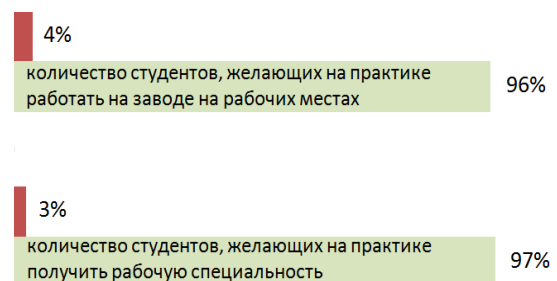 4%
количество студентов, желающих на практике
работать на заводе на рабочих местах
96%
3%
количество студентов, желающих на практике
получить рабочую специальность
97%